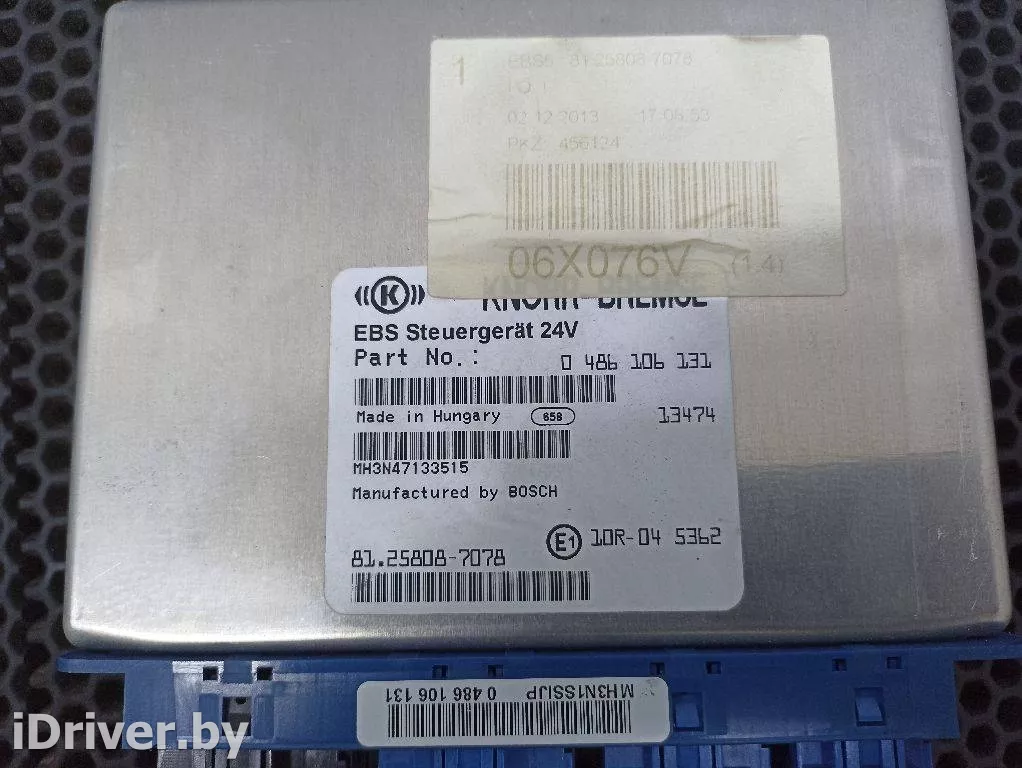 1
EBS5 81.25808-7078
02.12.2013 17:06:53
PKZ: 456124
06X076V (1.4)
K
KNORR-BREMSE
EBS Steuergerät 24V
Part No.: 0 486 106 131
Made in Hungary 658 13474
MH3N47133515
Manufactured by BOSCH
E1 10R-04 5362
81.25808-7078
MH3N1SSIJP
0 486 106 131
iDriver.by